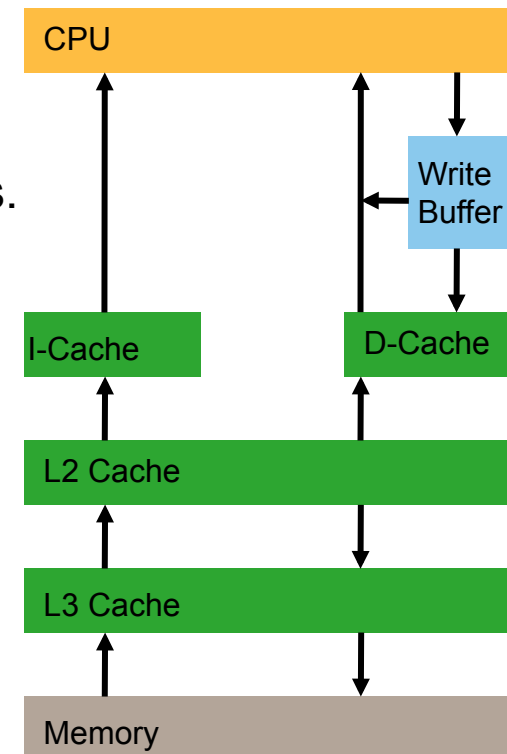 CPU
Write
Buffer
s.
I-Cache
D-Cache
L2 Cache
L3 Cache
Memory